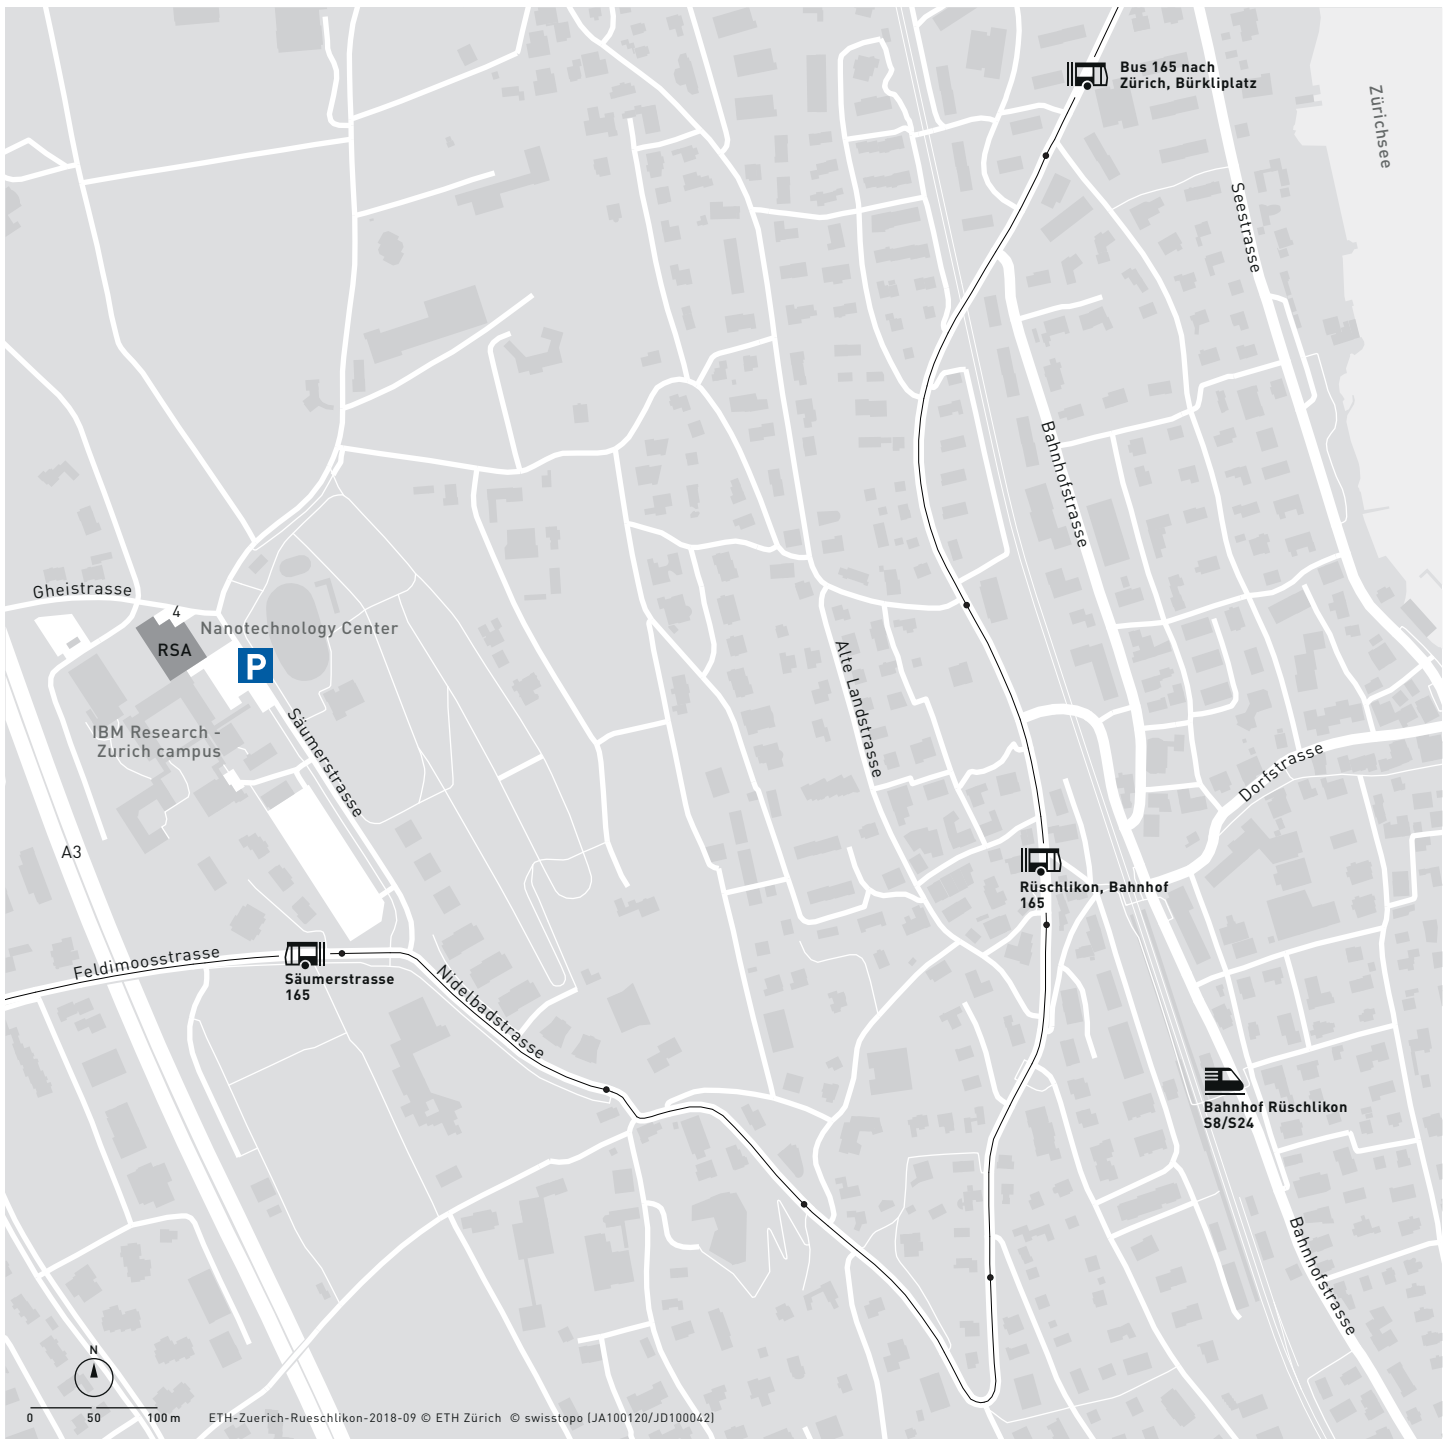 Bus 165 nach
Zürich, Bürkliplatz
Zürichsee
Seestrasse
Bahnhofstrasse
Gheistrasse
4
Nanotechnology Center
RSA
P
Alte Landstrasse
IBM Research -
Zurich campus
Säumerstrasse
Dorfstrasse
A3
Rüschlikon, Bahnhof
165
Feldimoosstrasse
Säumerstrasse
165
Nidelbadstrasse
Bahnhof Rüschlikon
S8/S24
Bahnhofstrasse
N
0 50 100 m
ETH-Zuerich-Rueschlikon-2018-09 © ETH Zürich © swisstopo (JA100120/JD100042)